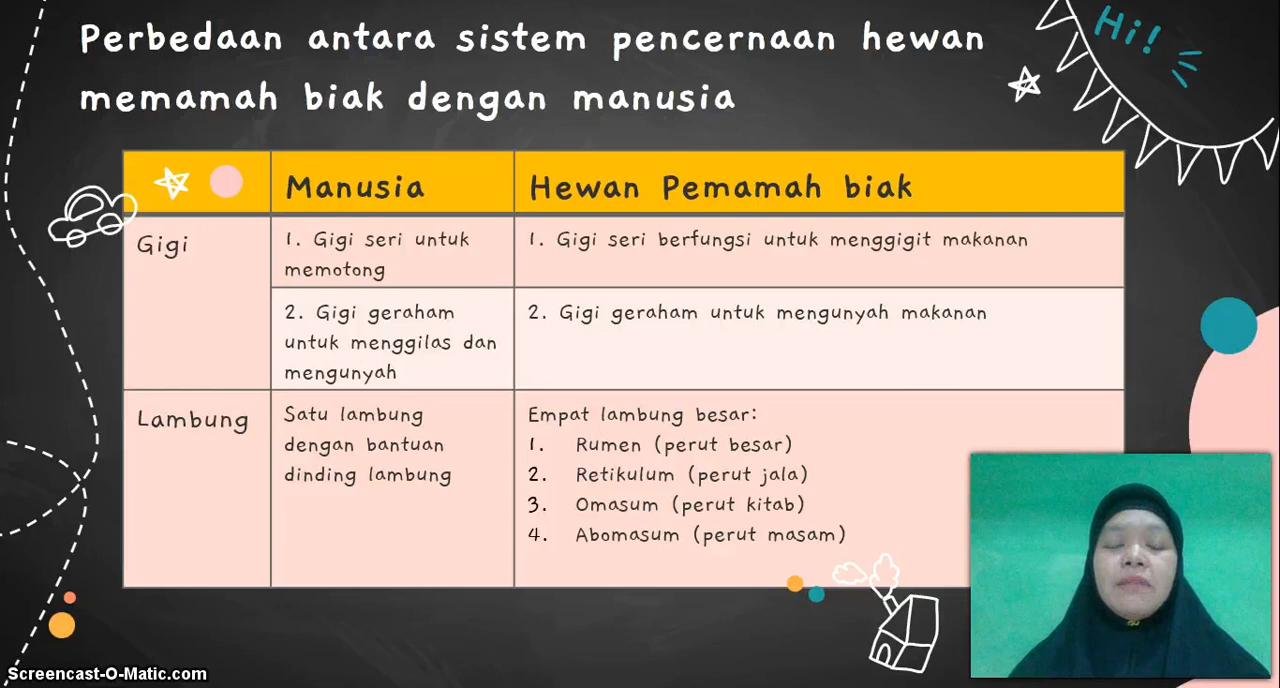 Perbedaan antara sistem pencernaan hewan
memamah biak dengan manusia
Hi!
Manusia
Hewan Pemamah biak
Gigi
1. Gigi seri untuk
memotong
1. Gigi seri berfungsi untuk menggigit makanan
2. Gigi geraham
untuk menggilas dan
mengunyah
2. Gigi geraham untuk mengunyah makanan
Lambung
Satu lambung
dengan bantuan
dinding lambung
Empat lambung besar:
1. Rumen (perut besar)
2. Retikulum (perut jala)
3. Omasum (perut kitab)
4. Abomasum (perut masam)
Screencast-O-Matic.com